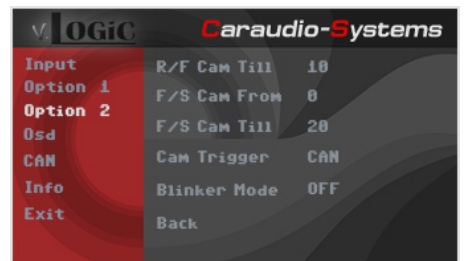 v.LOGiC Caraudio-Systems
Input
Option 1
Option 2
Osd
CAN
Info
Exit
R/F Cam Till 10
F/S Cam From 0
F/S Cam Till 20
Cam Trigger CAN
Blinker Mode OFF
Back